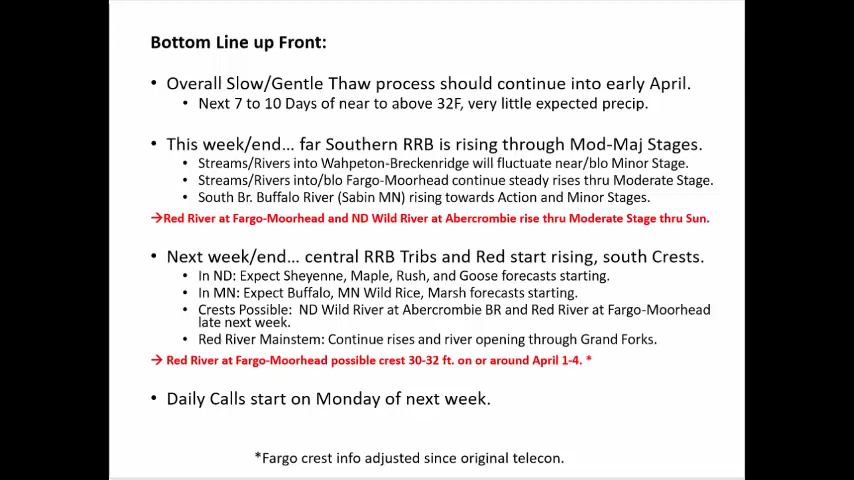 Bottom Line up Front:
• Overall Slow/Gentle Thaw process should continue into early April.
• Next 7 to 10 Days of near to above 32F, very little expected precip.
• This week/end... far Southern RRB is rising through Mod-Maj Stages.
• Streams/Rivers into Wahpeton-Breckenridge will fluctuate near/blo Minor Stage.
• Streams/Rivers into/blo Fargo-Moorhead continue steady rises thru Moderate Stage.
• South Br. Buffalo River (Sabin MN) rising towards Action and Minor Stages.
→Red River at Fargo-Moorhead and ND Wild River at Abercrombie rise thru Moderate Stage thru Sun.
• Next week/end... central RRB Tribs and Red start rising, south Crests.
• In ND: Expect Sheyenne, Maple, Rush, and Goose forecasts starting.
• In MN: Expect Buffalo, MN Wild Rice, Marsh forecasts starting.
• Crests Possible: ND Wild River at Abercrombie BR and Red River at Fargo-Moorhead
late next week.
• Red River Mainstem: Continue rises and river opening through Grand Forks.
→ Red River at Fargo-Moorhead possible crest 30-32 ft. on or around April 1-4. *
• Daily Calls start on Monday of next week.
*Fargo crest info adjusted since original telecon.